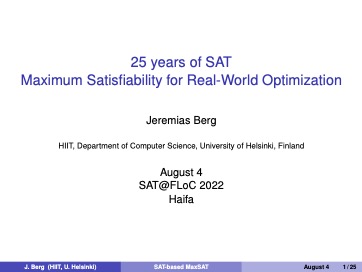 25 years of SAT
Maximum Satisfiability for Real-World Optimization
Jeremias Berg
HIIT, Department of Computer Science, University of Helsinki, Finland
August 4
SAT@FLoC 2022
Haifa
J. Berg (HIIT, U. Helsinki) SAT-based MaxSAT August 4 1 / 25